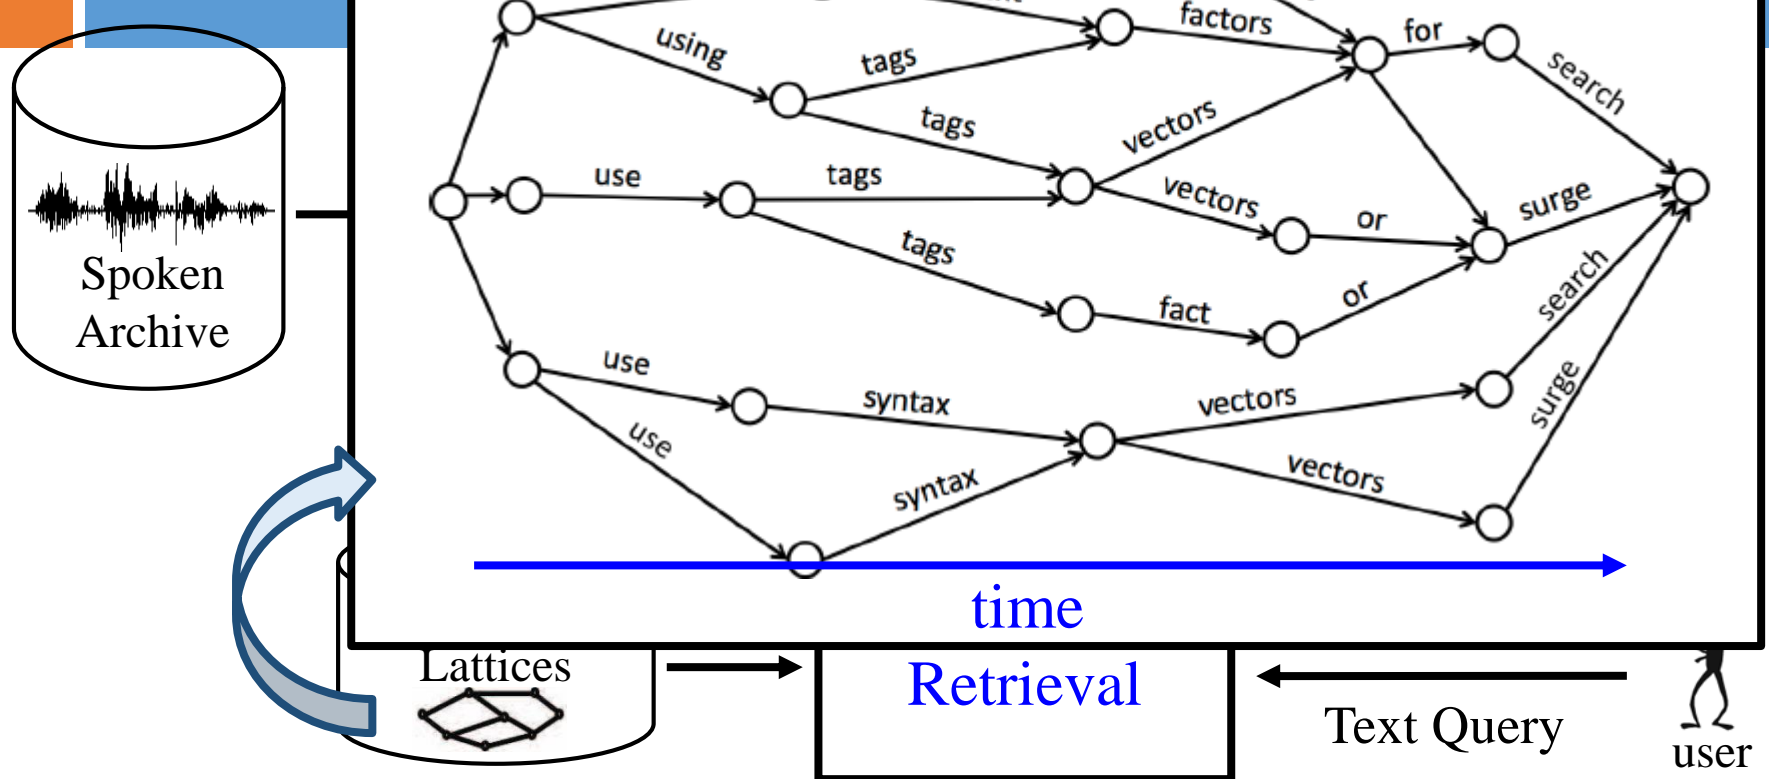 factors
for
using
tags
search
tags
vectors
use
tags
vectors
or
surge
tags
Spoken
Archive
fact
or
search
use
syntax
vectors
surge
use
syntax
vectors
time
Lattices
Retrieval
Text Query
user